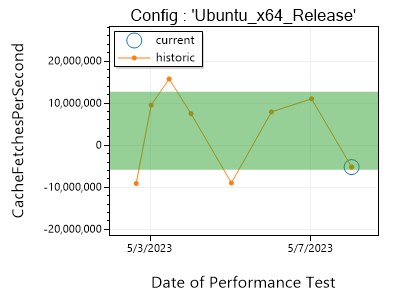 Config : 'Ubuntu_x64_Release'
current
historic
20,000,000
10,000,000
0
-10,000,000
-20,000,000
CacheFetchesPerSecond
5/3/2023
5/7/2023
Date of Performance Test